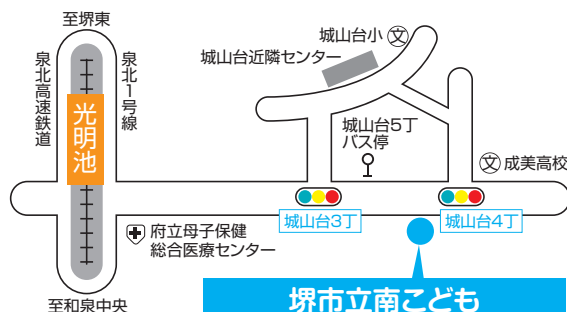 至堺東
泉北高速鉄道
泉北1号線
光明池
至和泉中央
城山台小
文
城山台近隣センター
城山台5丁
バス停
文
成美高校
城山台3丁
城山台4丁
府立母子保健
総合医療センター
堺市立南こども